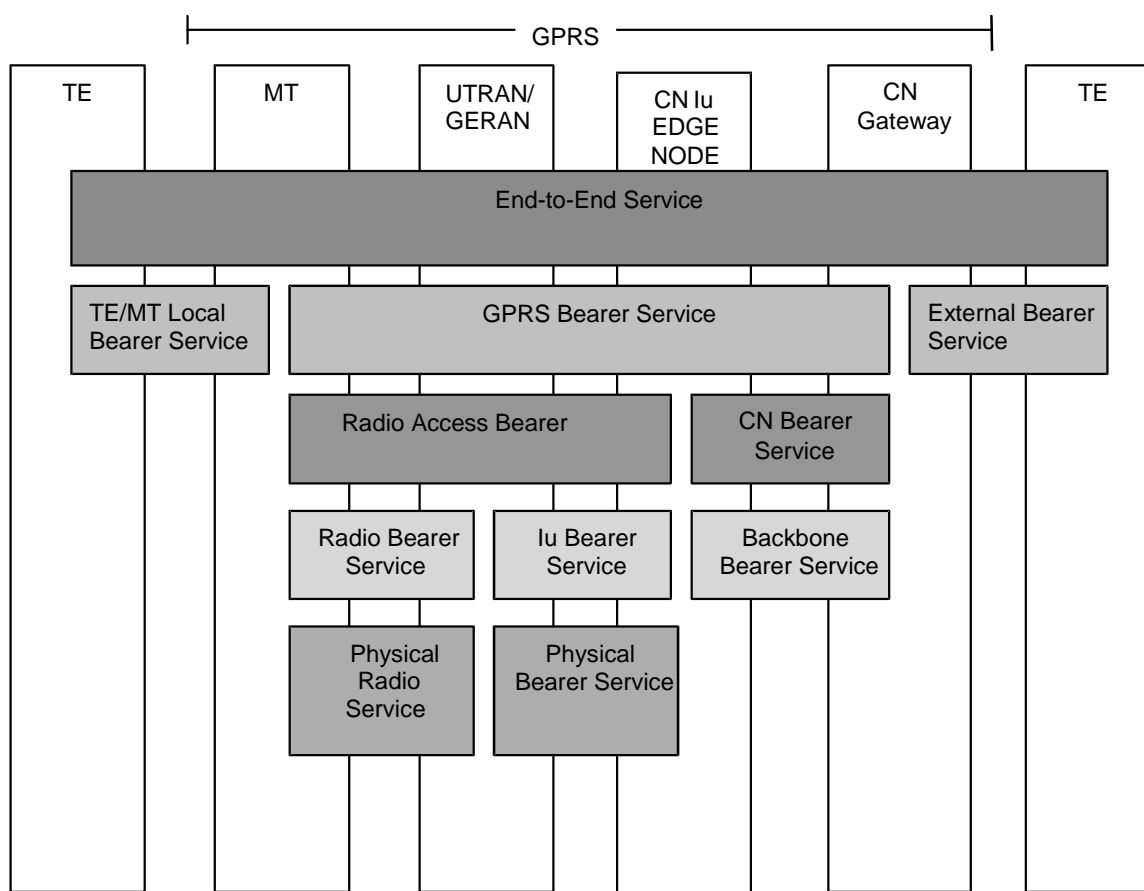 GPRS
TE
MT
UTRAN/
GERAN
CN Iu
EDGE
NODE
CN
Gateway
TE
End-to-End Service
TE/MT Local
Bearer Service
GPRS Bearer Service
External Bearer
Service
Radio Access Bearer
CN Bearer
Service
Radio Bearer
Service
Iu Bearer
Service
Backbone
Bearer Service
Physical
Radio
Service
Physical
Bearer Service